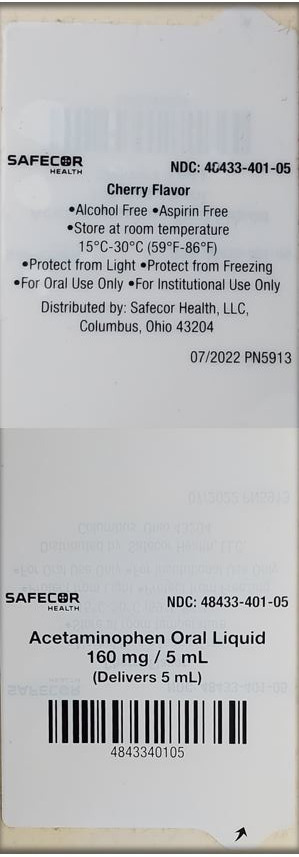 SAFECOR
HEALTH
NDC: 48433-401-05
Cherry Flavor
•Alcohol Free •Aspirin Free
•Store at room temperature
15°C-30°C (59°F-86°F)
•Protect from Light •Protect from Freezing
•For Oral Use Only •For Institutional Use Only
Distributed by: Safecor Health, LLC,
Columbus, Ohio 43204
07/2022 PN5913
SAFECOR
HEALTH
NDC: 48433-401-05
Acetaminophen Oral Liquid
160 mg / 5 mL
(Delivers 5 mL)
4843340105